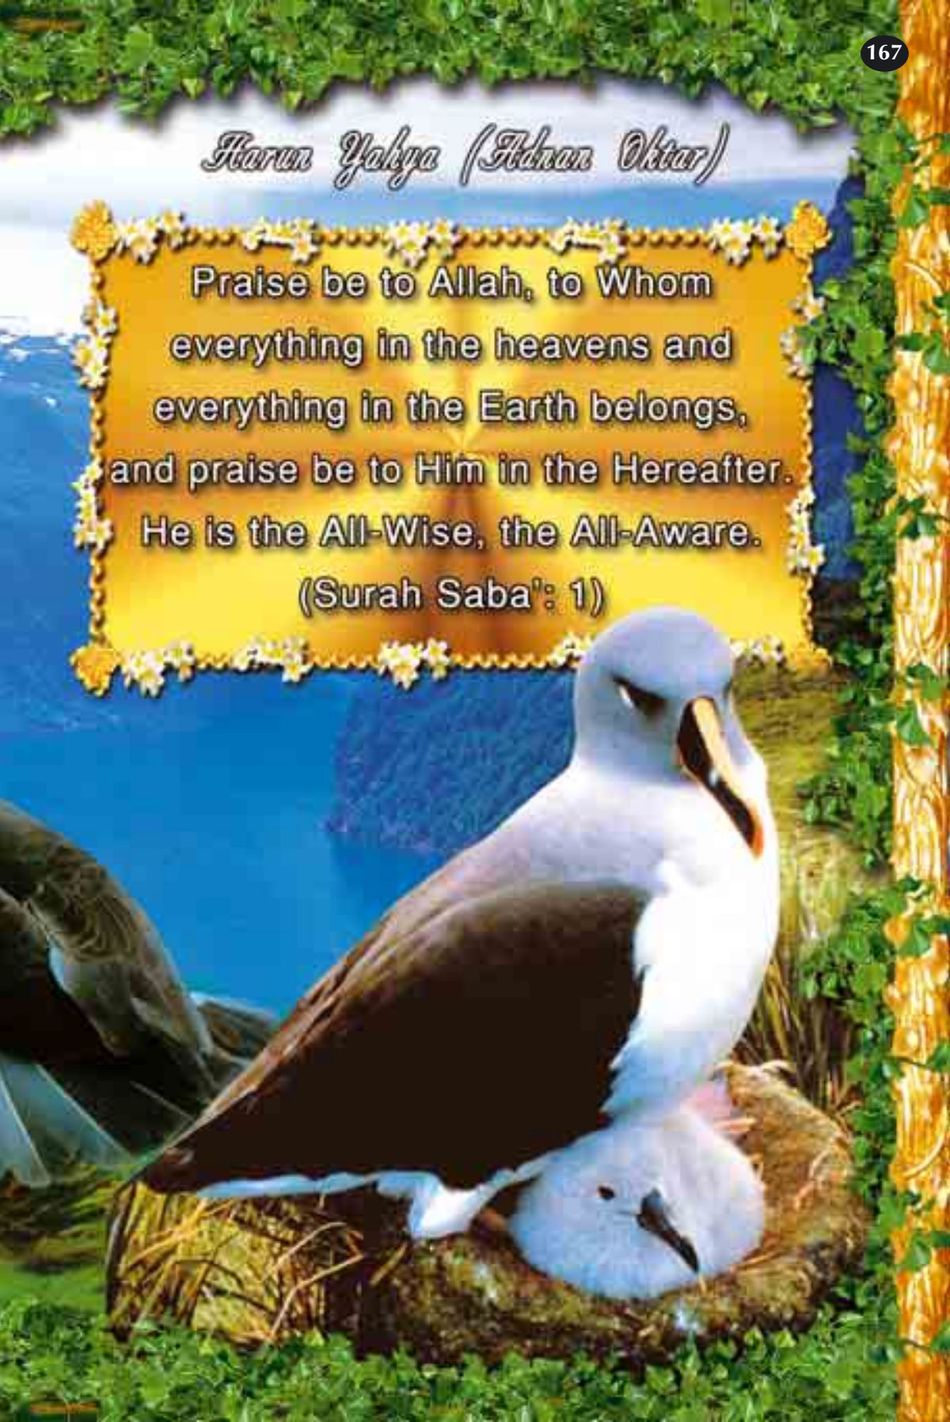 167
Harun Yahya (Adnan Oktar)
Praise be to Allah, to Whom
everything in the heavens and
everything in the Earth belongs,
and praise be to Him in the Hereafter.
He is the All-Wise, the All-Aware.
(Surah Saba': 1)